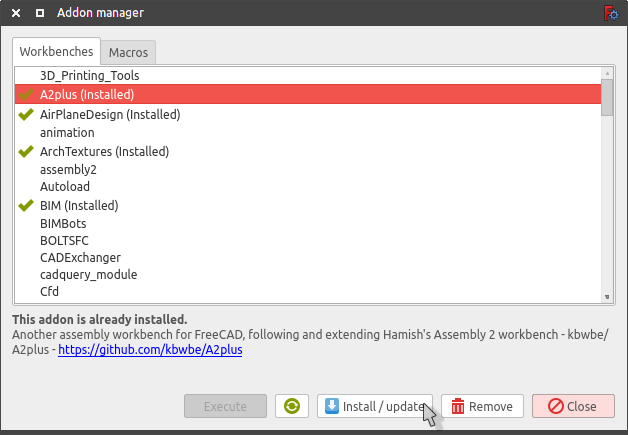 Addon manager
Workbenches
Macros
3D_Printing_Tools
A2plus (Installed)
AirPlaneDesign (Installed)
animation
ArchTextures (Installed)
assembly2
Autoload
BIM (Installed)
BIMBots
BOLTSFC
CADExchanger
cadquery_module
Cfd
This addon is already installed.
Another assembly workbench for FreeCAD, following and extending Hamish's Assembly 2 workbench - kbwbe/
A2plus - https://github.com/kbwbe/A2plus
Execute
Install / update
Remove
Close